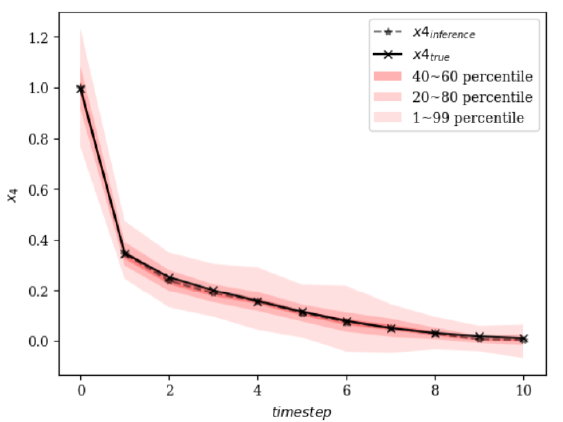 x4inference
x4true
40~60 percentile
20~80 percentile
1~99 percentile
1.2
1.0
0.8
0.6
0.4
0.2
0.0
x4
0 2 4 6 8 10
timestep